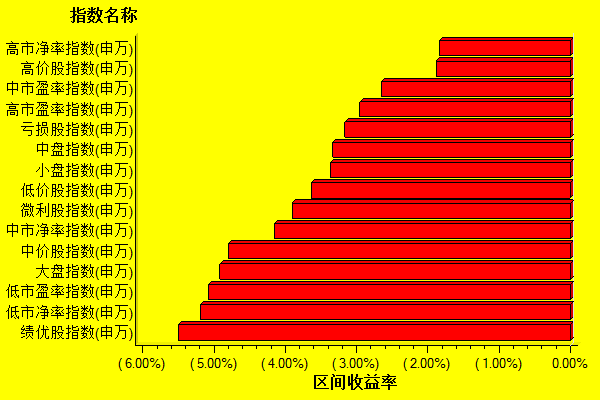 指数名称
高市净率指数(申万)
高价股指数(申万)
中市盈率指数(申万)
高市盈率指数(申万)
亏损股指数(申万)
中盘指数(申万)
小盘指数(申万)
低价股指数(申万)
微利股指数(申万)
中市净率指数(申万)
中价股指数(申万)
大盘指数(申万)
低市盈率指数(申万)
低市净率指数(申万)
绩优股指数(申万)
(6.00%) (5.00%) (4.00%) (3.00%) (2.00%) (1.00%) 0.00%
区间收益率